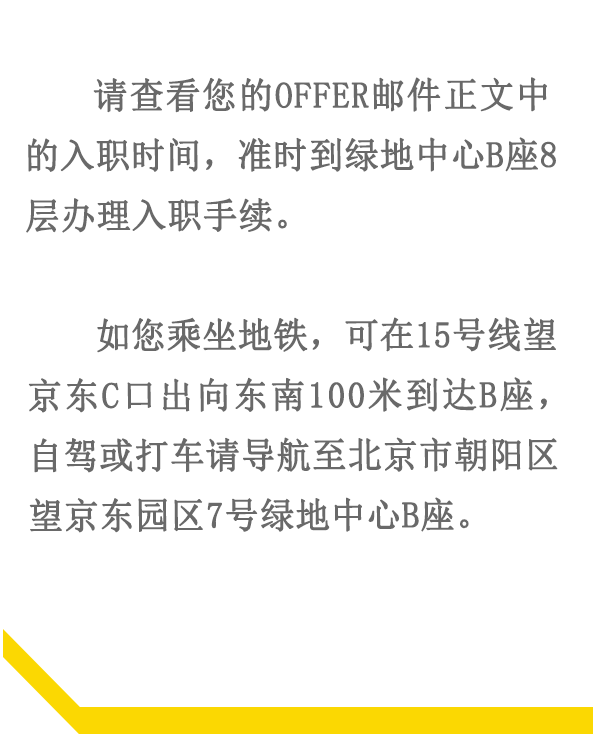 请查看您的OFFER邮件正文中
的入职时间，准时到绿地中心B座8
层办理入职手续。
如您乘坐地铁，可在15号线望
京东C口出向东南100米到达B座，
自驾或打车请导航至北京市朝阳区
望京东园区7号绿地中心B座。